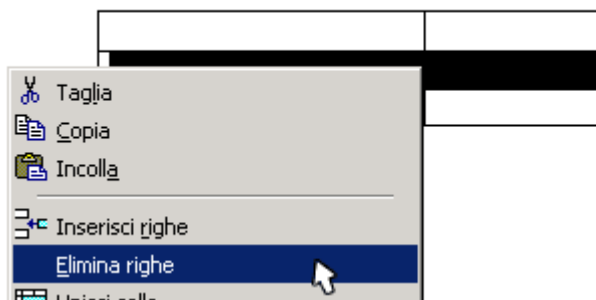 Taglia
Copia
Incolla
Inserisci righe
Elimina righe